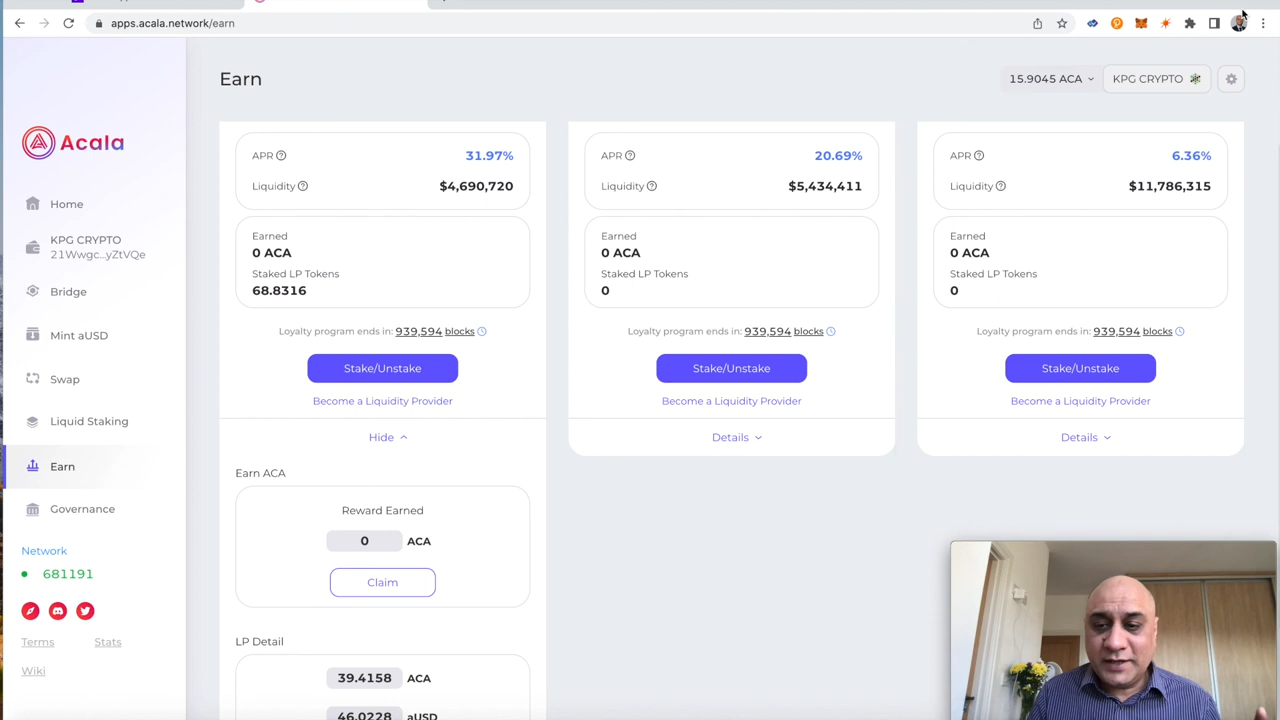 apps.acala.network/earn
Acala
Home
KPG CRYPTO
21Wwgc...yZtVQe
Bridge
Mint aUSD
Swap
Liquid Staking
Earn
Governance
Network
681191
Terms
Stats
Wiki
Earn
15.9045 ACA
KPG CRYPTO
APR 31.97%
Liquidity $4,690,720
Earned
0 ACA
Staked LP Tokens
68.8316
Loyalty program ends in: 939,594 blocks
Stake/Unstake
Become a Liquidity Provider
Hide
Earn ACA
Reward Earned
0 ACA
Claim
LP Detail
39.4158 ACA
46.0228 aUSD
APR 20.69%
Liquidity $5,434,411
Earned
0 ACA
Staked LP Tokens
0
Loyalty program ends in: 939,594 blocks
Stake/Unstake
Become a Liquidity Provider
Details
APR 6.36%
Liquidity $11,786,315
Earned
0 ACA
Staked LP Tokens
0
Loyalty program ends in: 939,594 blocks
Stake/Unstake
Become a Liquidity Provider
Details